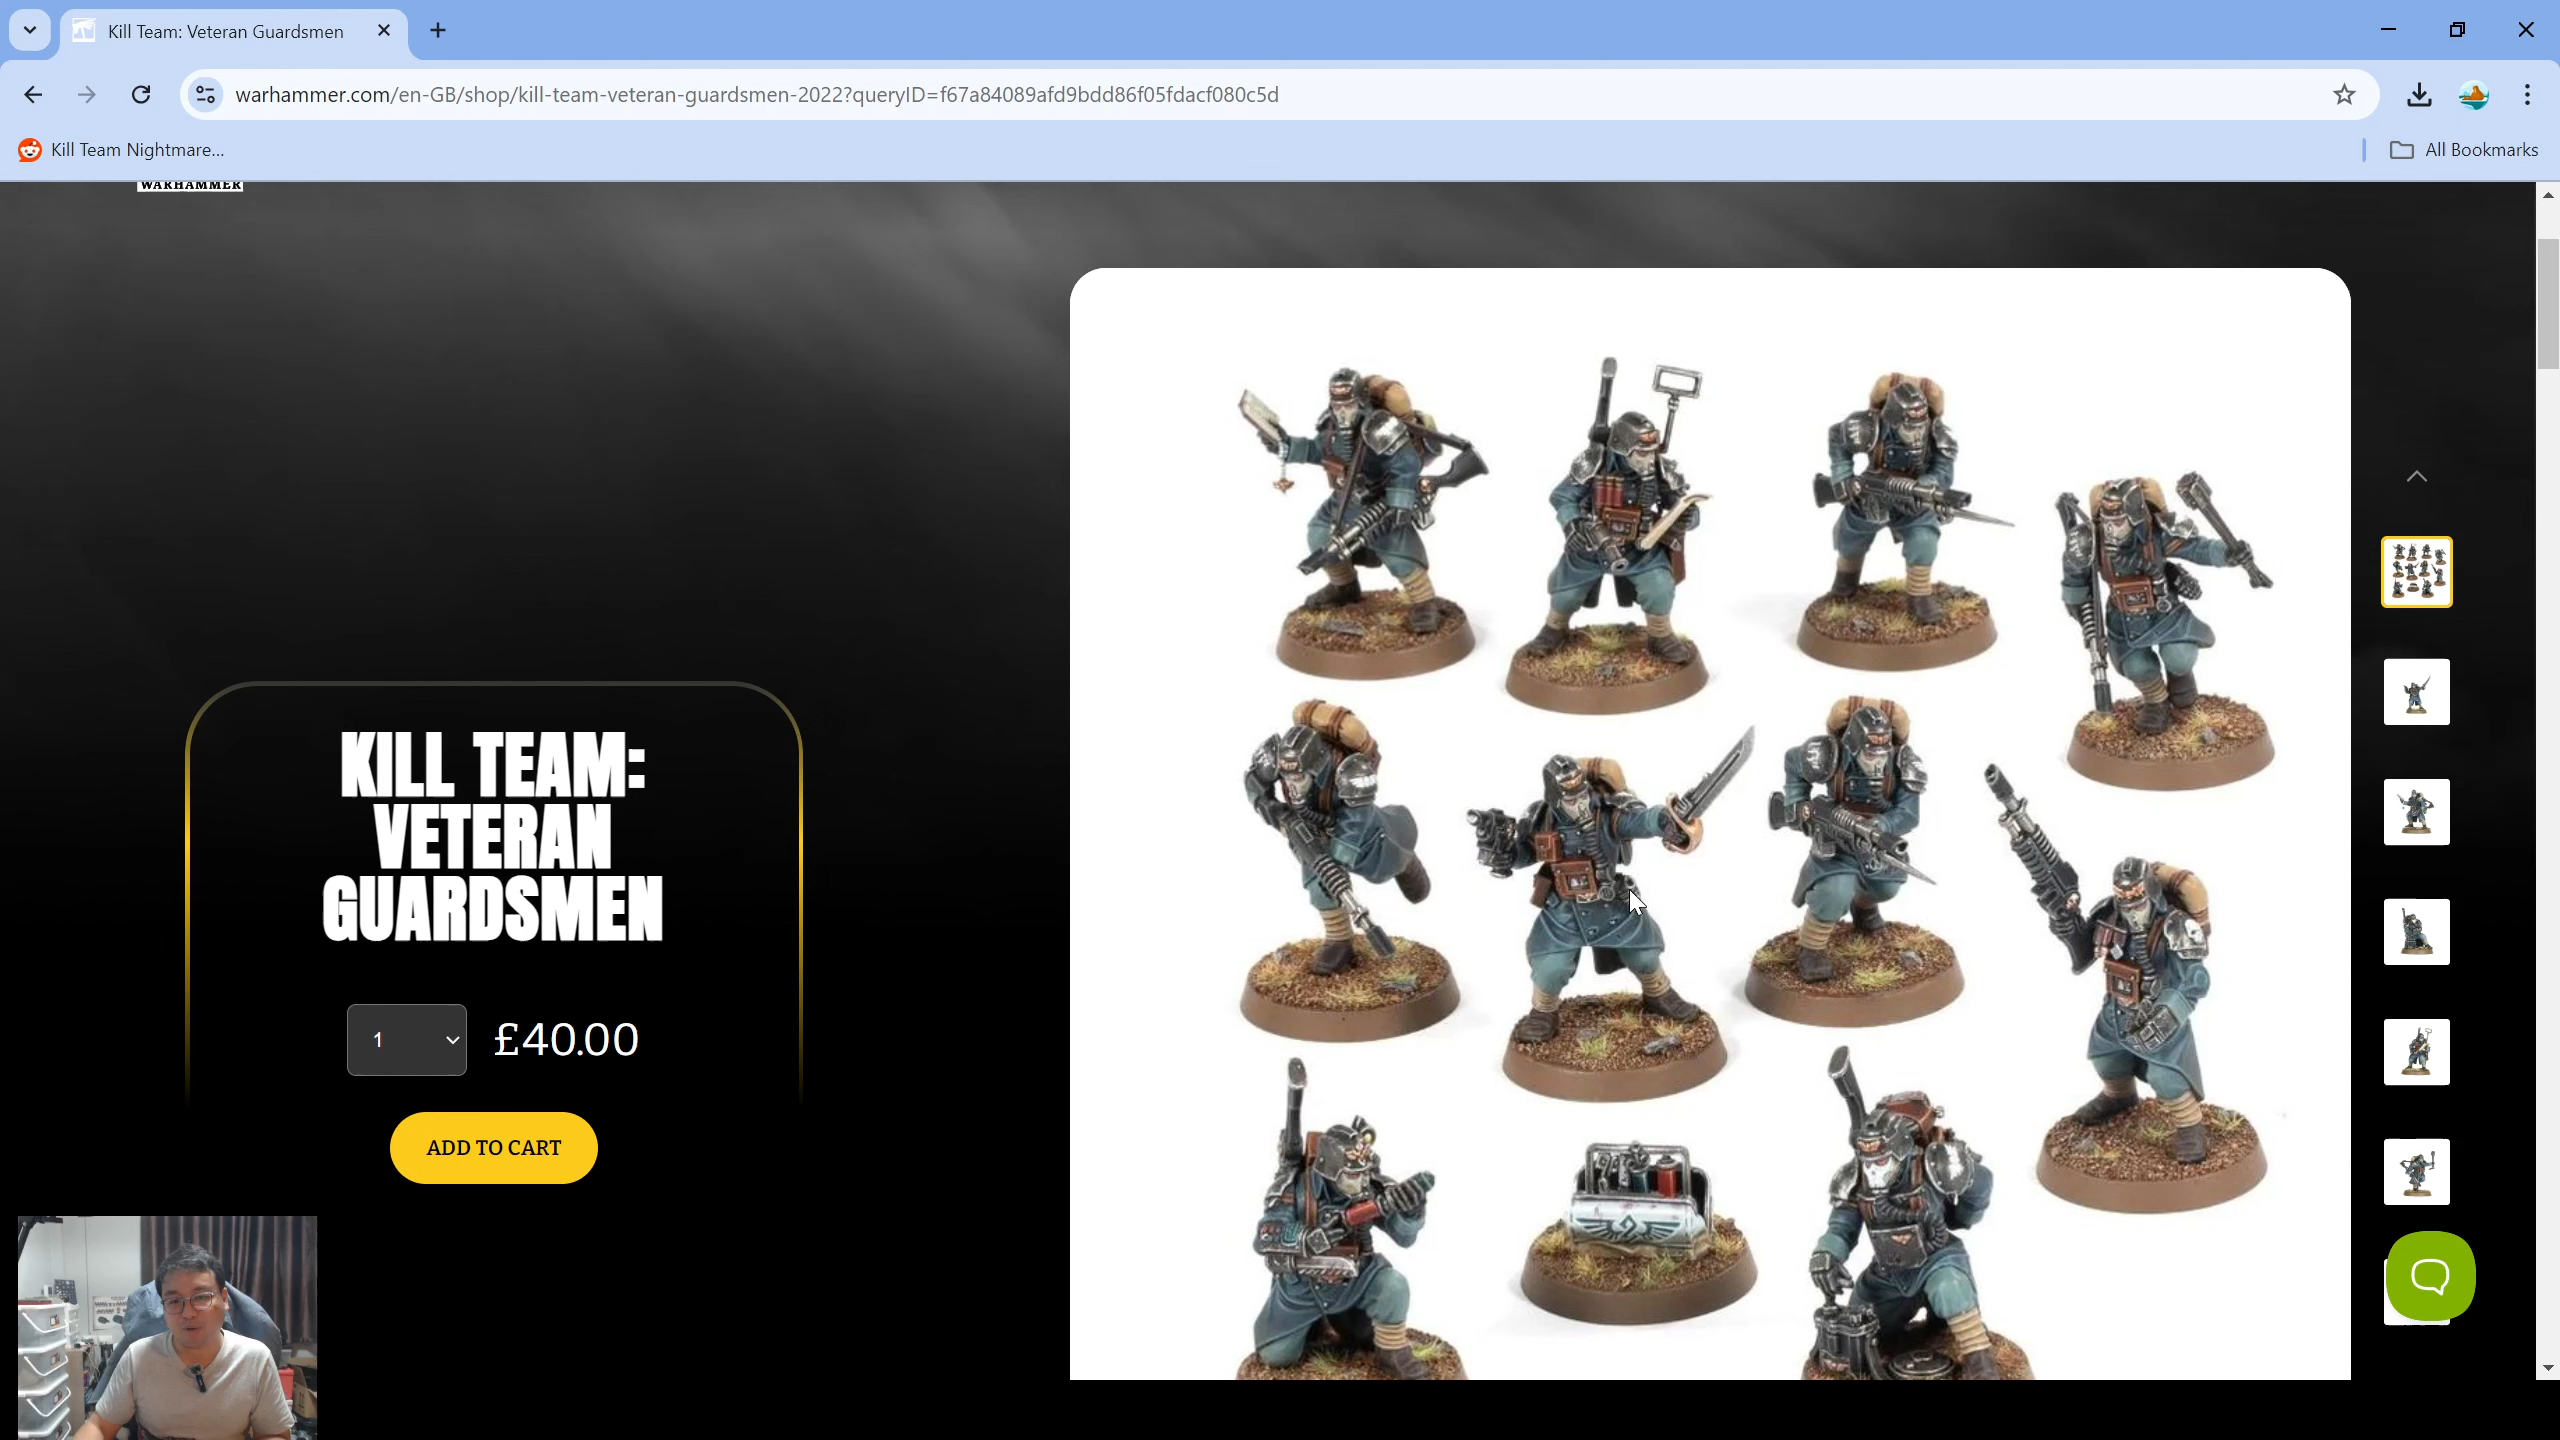 Kill Team: Veteran Guardsmen
warhammer.com/en-GB/shop/kill-team-veteran-guardsmen-2022?queryID=f67a84089afd9bdd86f05fdacf080c5d
Kill Team Nightmare...
All Bookmarks
WARHAMMER
KILL TEAM:
VETERAN
GUARDSMEN
1
£40.00
ADD TO CART